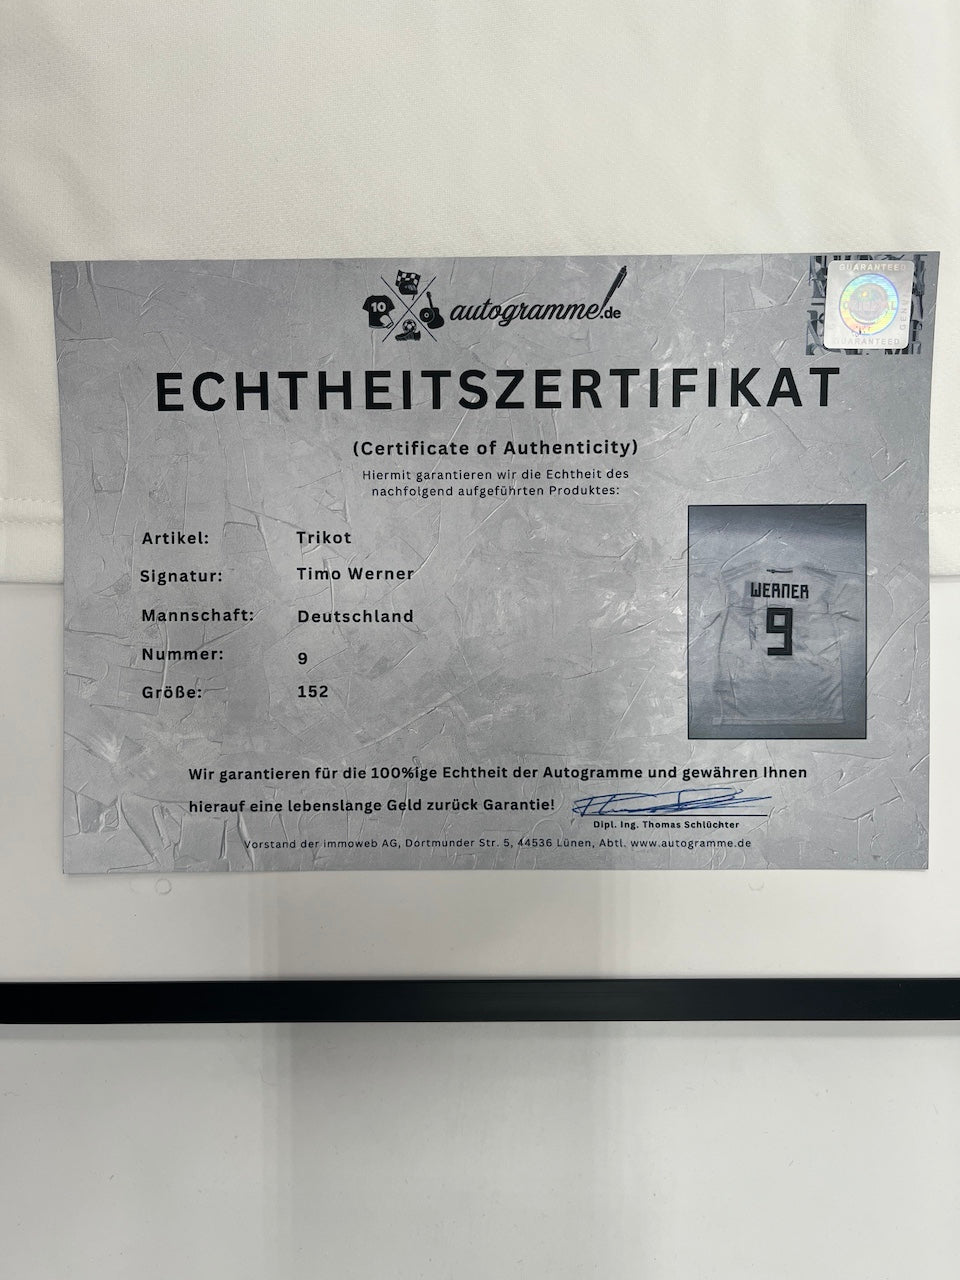 10
autogramme.de
GUARANTEED
GUARANTEED
ECHTHEITSZERTIFIKAT
(Certificate of Authenticity)
Hiermit garantieren wir die Echtheit des
nachfolgend aufgeführten Produktes:
Artikel: Trikot
Signatur: Timo Werner
Mannschaft: Deutschland
Nummer: 9
Größe: 152
WERNER
9
Wir garantieren für die 100%ige Echtheit der Autogramme und gewähren Ihnen
hierauf eine lebenslange Geld zurück Garantie!
Dipl. Ing. Thomas Schlüchter
Vorstand der immoweb AG, Dortmunder Str. 5, 44536 Lünen, Abtl. www.autogramme.de